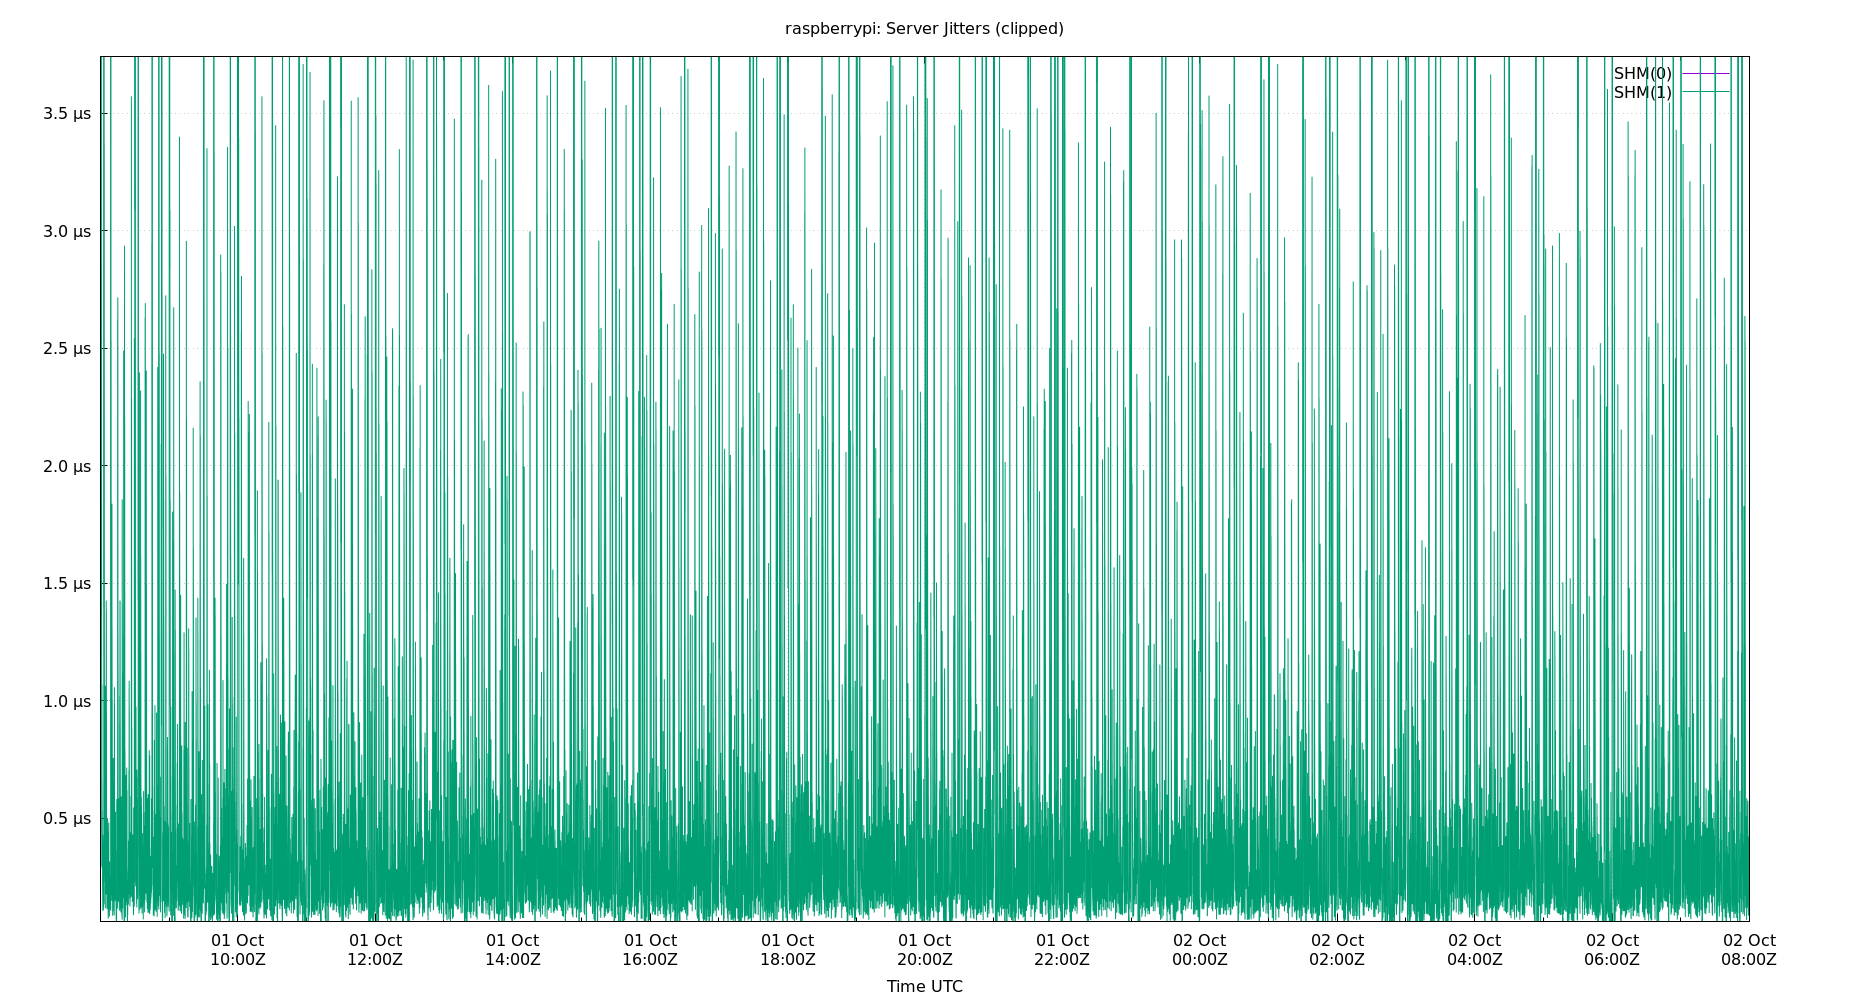 raspberrypi: Server Jitters (clipped)
SHM(0)
SHM(1)
3.5 μs
3.0 μs
2.5 μs
2.0 μs
1.5 μs
1.0 μs
0.5 μs
01 Oct 01 Oct 01 Oct 01 Oct 01 Oct 01 Oct 01 Oct 02 Oct 02 Oct 02 Oct 02 Oct 02 Oct
10:00Z 12:00Z 14:00Z 16:00Z 18:00Z 20:00Z 22:00Z 00:00Z 02:00Z 04:00Z 06:00Z 08:00Z
Time UTC